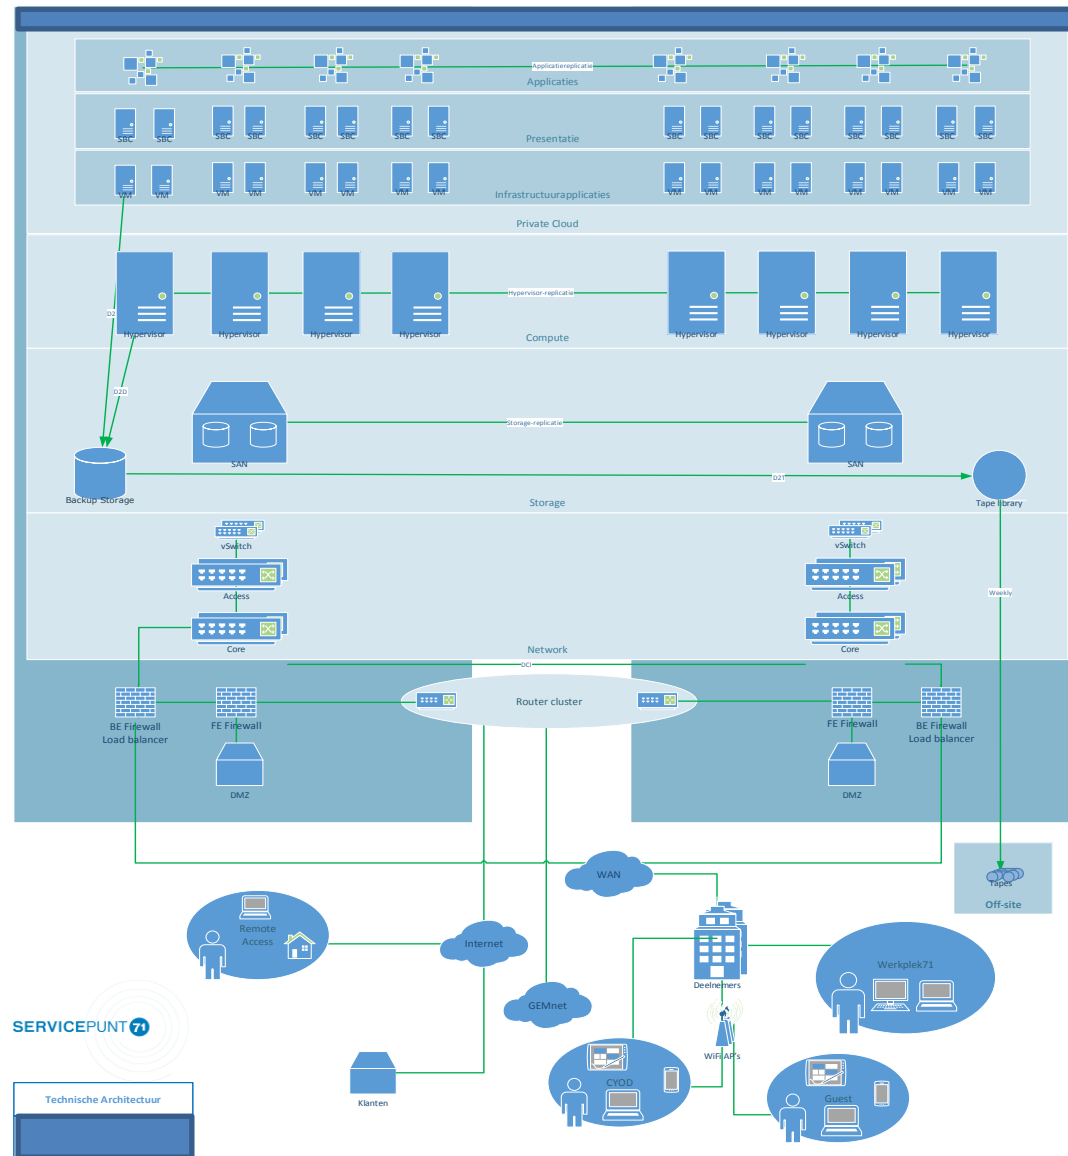 Applicatiereplicatie
Applicaties
SBC SBC SBC SBC SBC SBC SBC SBC SBC SBC SBC SBC SBC SBC SBC SBC
Presentatie
VM VM VM VM VM VM VM VM VM VM VM VM VM VM VM VM
Infrastructuurapplicaties
Private Cloud
Hypervisor-replicatie
D2
Hypervisor Hypervisor Hypervisor Hypervisor Hypervisor Hypervisor Hypervisor Hypervisor
Compute
D2D
Storage-replicatie
SAN SAN
D2T
Backup Storage
Tape library
Storage
vSwitch vSwitch
Access Access
Weekly
Core Core
Network
DCI
Router cluster
BE Firewall
Load balancer
FE Firewall
FE Firewall
BE Firewall
Load balancer
DMZ DMZ
WAN
Tapes
Off-site
Remote
Access
Internet
Deelnemers
Werkplek71
GEMnet
SERVICEPUNT 71
WiFi AP's
CYOD
Guest
Klanten
Technische Architectuur